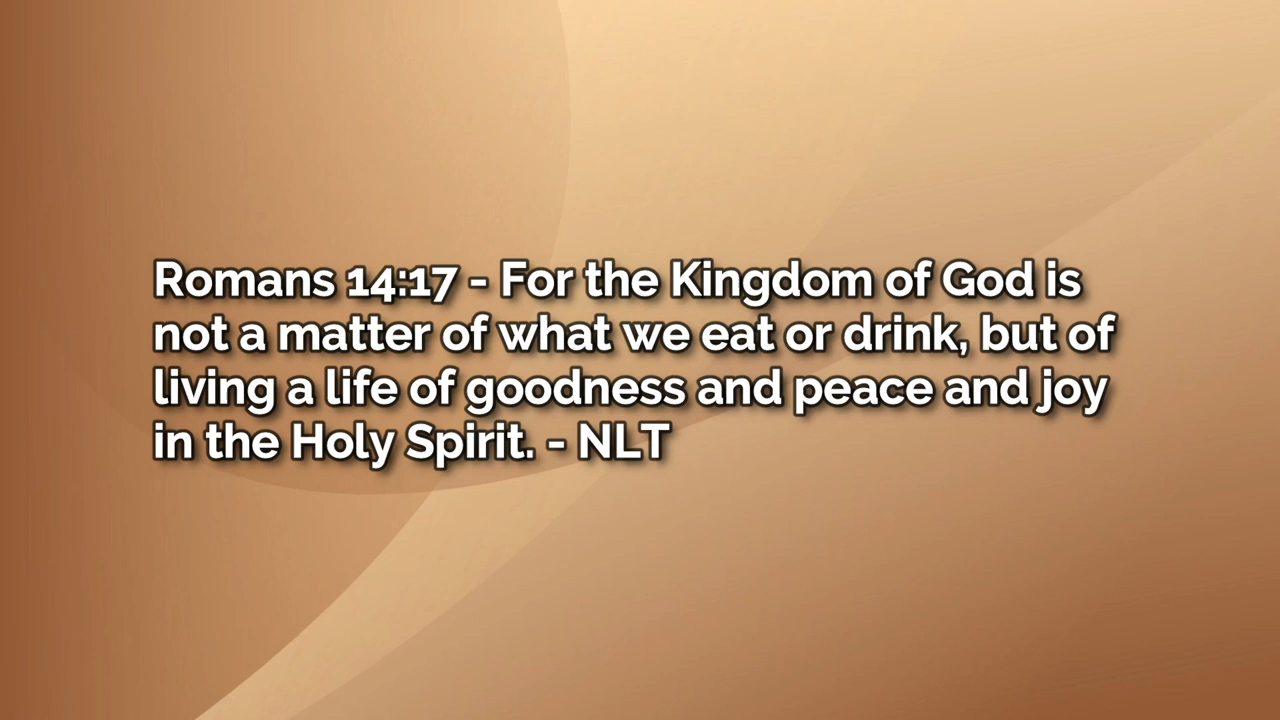 Romans 14:17 - For the Kingdom of God is
not a matter of what we eat or drink, but of
living a life of goodness and peace and joy
in the Holy Spirit. - NLT